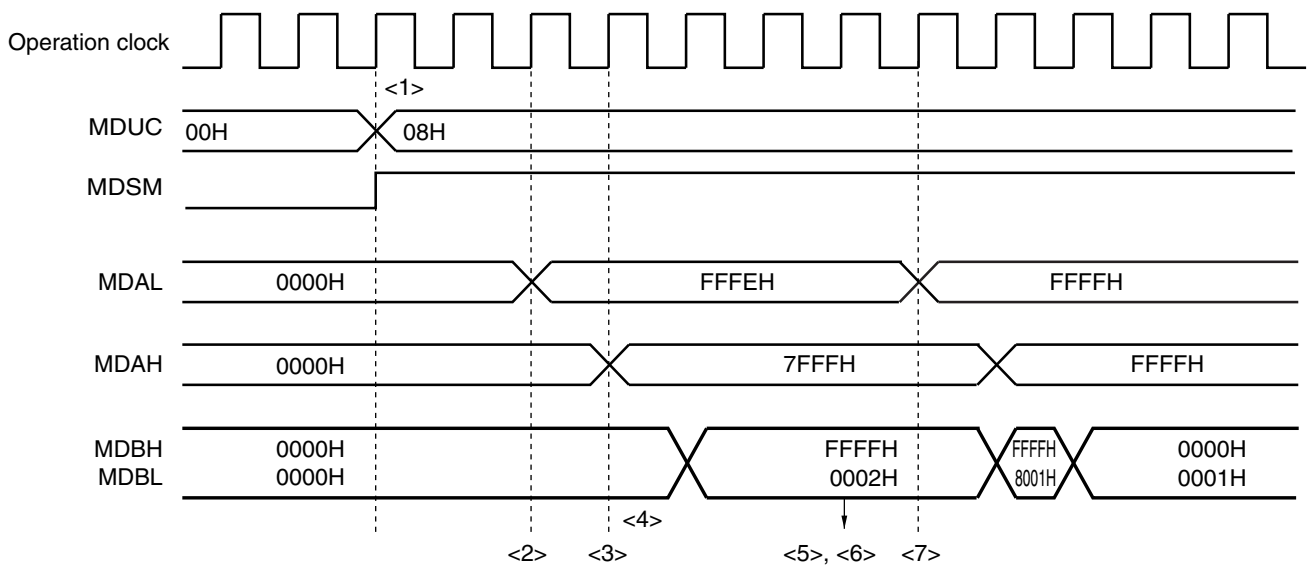 Operation clock
<1>
MDUC 00H 08H
MDSM
MDAL 0000H FFFEH FFFFH
MDAH 0000H 7FFFH FFFFH
MDBH 0000H FFFFH FFFFH 0000H
MDBL 0000H 0002H 8001H 0001H
<4>
<2> <3> <5>, <6> <7>